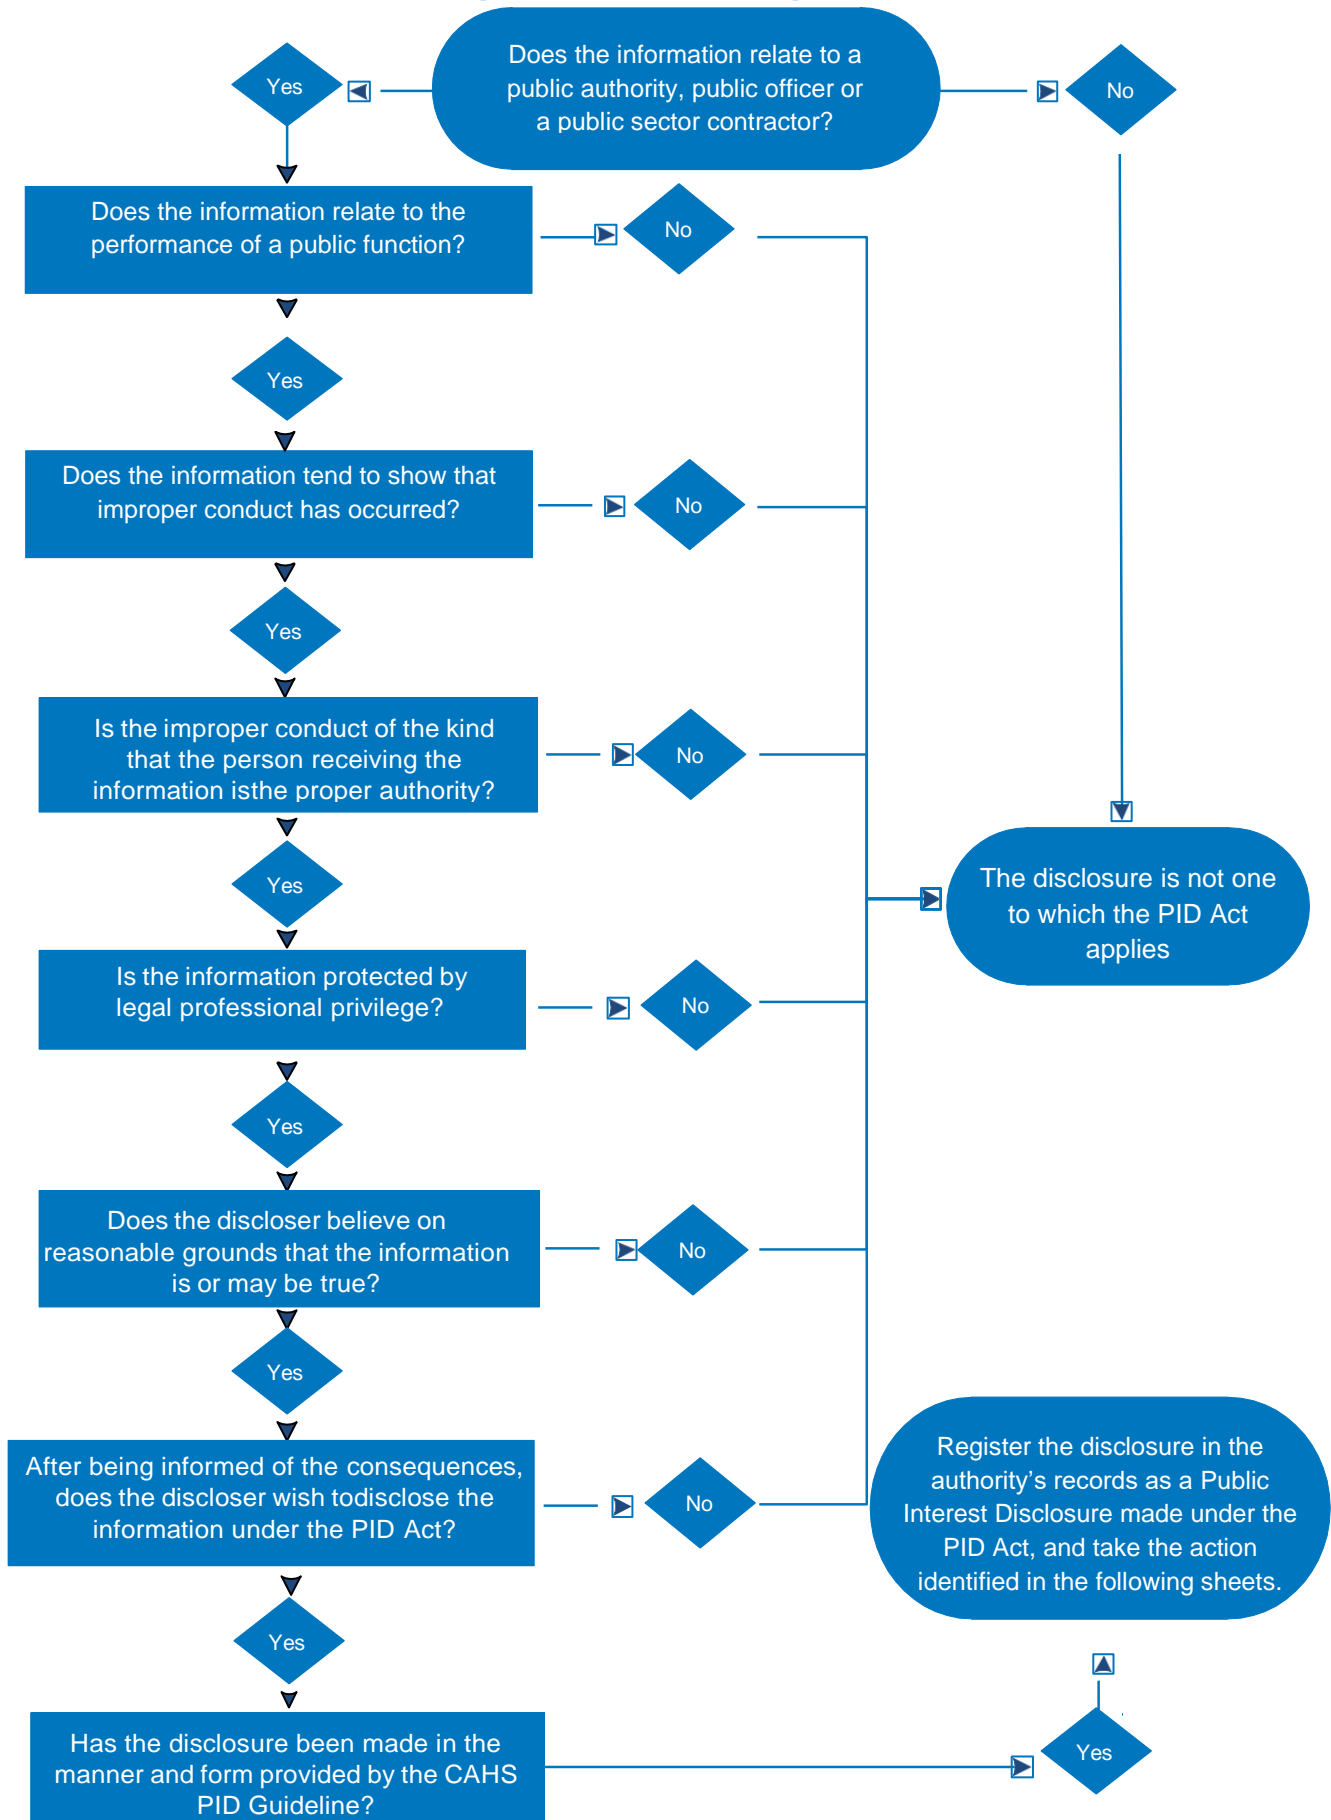 Does the information relate to a
public authority, public officer or
a public sector contractor?
Yes
No
Does the information relate to the
performance of a public function?
No
Yes
Does the information tend to show that
improper conduct has occurred?
No
Yes
Is the improper conduct of the kind
that the person receiving the
information isthe proper authority?
No
Yes
The disclosure is not one
to which the PID Act
applies
Is the information protected by
legal professional privilege?
No
Yes
Does the discloser believe on
reasonable grounds that the information
is or may be true?
No
Yes
After being informed of the consequences,
does the discloser wish todisclose the
information under the PID Act?
No
Register the disclosure in the
authority’s records as a Public
Interest Disclosure made under the
PID Act, and take the action
identified in the following sheets.
Yes
Has the disclosure been made in the
manner and form provided by the CAHS
PID Guideline?
Yes